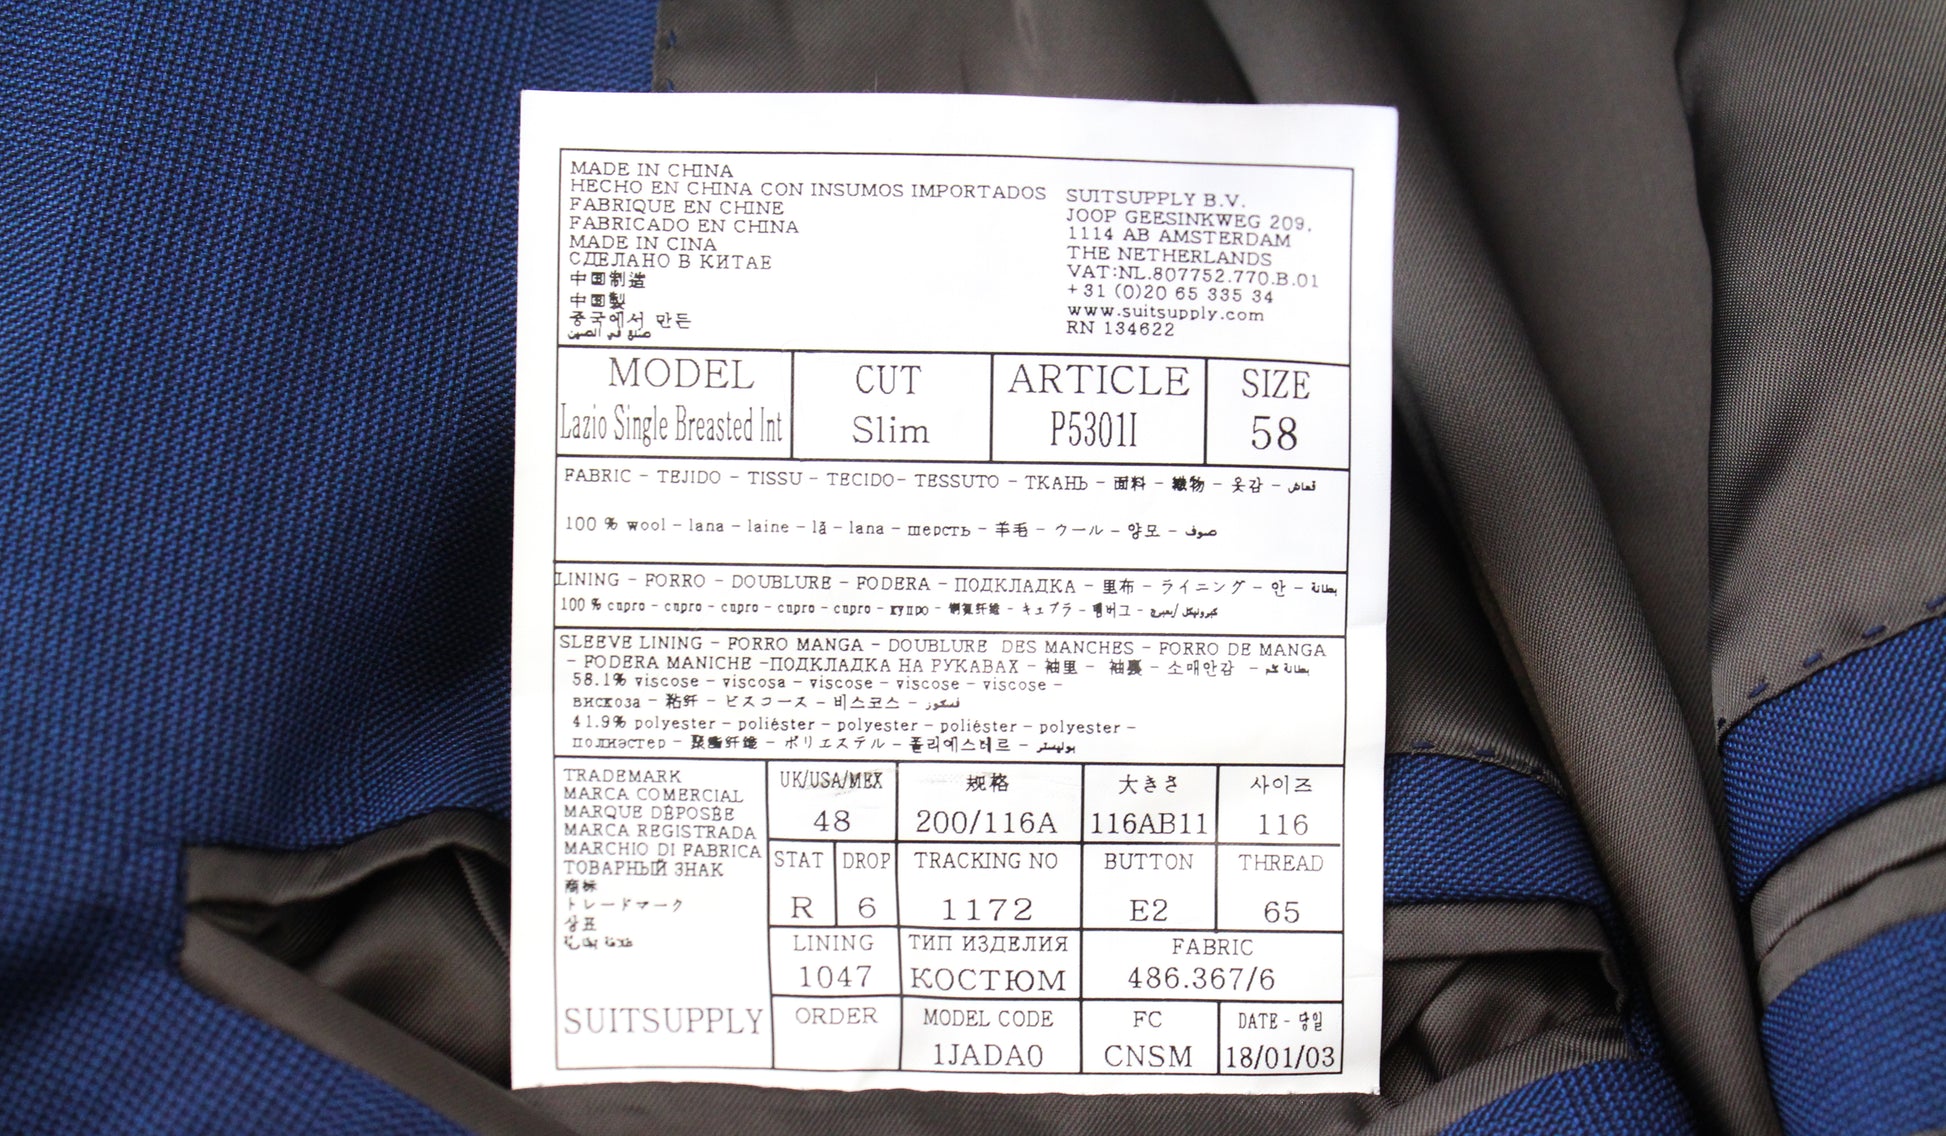 MADE IN CHINA
HECHO EN CHINA CON INSUMOS IMPORTADOS
FABRIQUE EN CHINE
FABRICADO EN CHINA
MADE IN CINA
СДЕЛАНО В КИТАЕ
中国制造
中国製
중국에서 만든
صنع في الصين
SUITSUPPLY B.V.
JOOP GEESINKWEG 209,
1114 AB AMSTERDAM
THE NETHERLANDS
VAT:NL.807752.770.B.01
+31 (0)20 65 335 34
www.suitsupply.com
RN 134622
MODEL
Lazio Single Breasted Int
CUT
Slim
ARTICLE
P5301I
SIZE
58
FABRIC - TEJIDO - TISSU - TECIDO- TESSUTO - ТКАНЬ - 面料 - 織物 - 옷감 - قماش
100 % wool - lana - laine - lã - lana - шерсть - 羊毛 - ウール - 양모 - صوف
LINING - FORRO - DOUBLURE - FODERA - ПОДКЛАДКА - 里布 - ライニング - 안 - بطانة
100 % cupro - cupro - cupro - cupro - cupro - купро - 铜氨纤维 - キュプラ -
SLEEVE LINING - FORRO MANGA - DOUBLURE DES MANCHES - FORRO DE MANGA
- FODERA MANICHE -ПОДКЛАДКА НА РУКАВАХ - 袖里 - 袖裏 - 소매안감 - بطانة كم
58.1% viscose - viscosa - viscose - viscose - viscose -
вискоза - 粘纤 - ビスコース - 비스코스 - فسكوز
41.9% polyester - poliéster - polyester - poliéster - polyester -
полиэстер - 聚酯纤维 - ポリエステル - 폴리에스테르 - بوليستر
TRADEMARK
MARCA COMERCIAL
MARQUE DÉPOSÉE
MARCA REGISTRADA
MARCHIO DI FABRICA
ТОВАРНЫЙ ЗНАК
商标
トレードマーク
상표
SUITSUPPLY
UK/USA/MEX
48
规格
200/116A
大きさ
116AB11
사이즈
116
STAT
R
DROP
6
TRACKING NO
1172
BUTTON
E2
THREAD
65
LINING
1047
ТИП ИЗДЕЛИЯ
КОСТЮМ
FABRIC
486.367/6
ORDER
MODEL CODE
1JADA0
FC
CNSM
DATE -
18/01/03